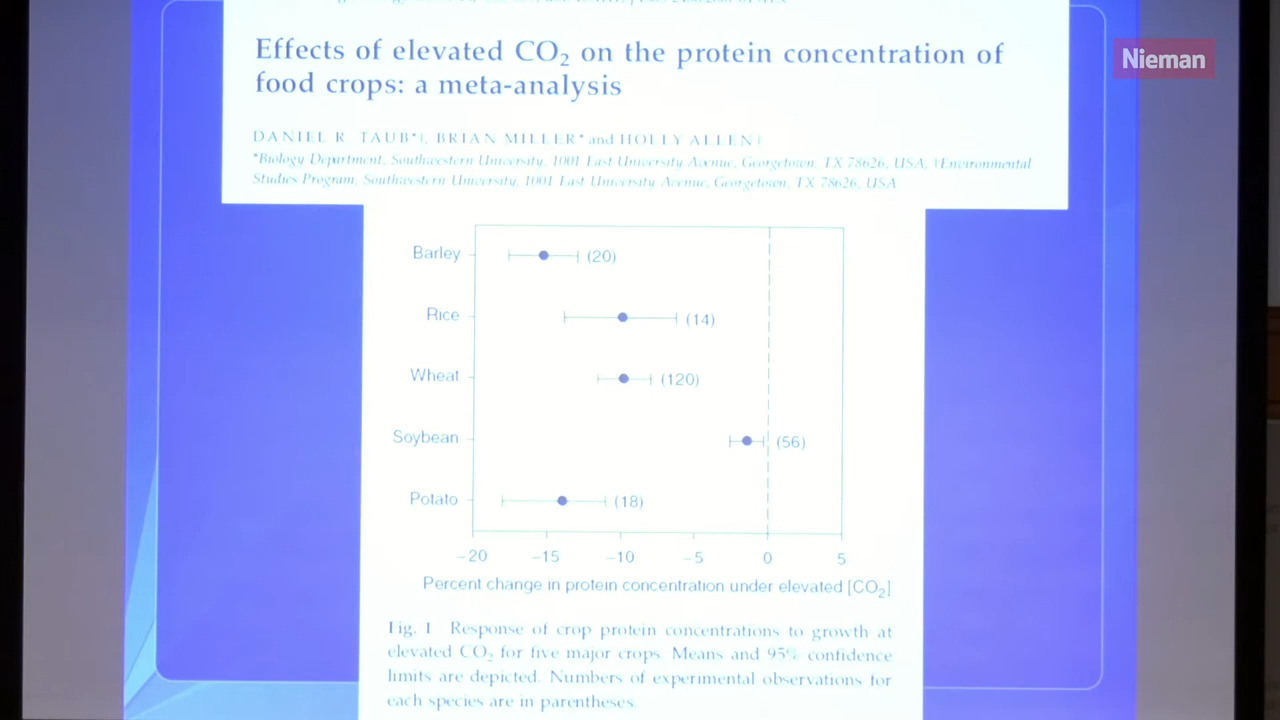 Effects of elevated CO₂ on the protein concentration of
food crops: a meta-analysis
DANIEL R. TAUB*†, BRIAN MILLER* and HOLLY ALLEN†
*Biology Department, Southwestern University, 1001 East University Avenue, Georgetown, TX 78626, USA, †Environmental
Studies Program, Southwestern University, 1001 East University Avenue, Georgetown, TX 78626, USA
Nieman
Barley (20)
Rice (14)
Wheat (120)
Soybean (56)
Potato (18)
−20 −15 −10 −5 0 5
Percent change in protein concentration under elevated [CO₂]
Fig. 1 Response of crop protein concentrations to growth at
elevated CO₂ for five major crops. Means and 95% confidence
limits are depicted. Numbers of experimental observations for
each species are in parentheses.